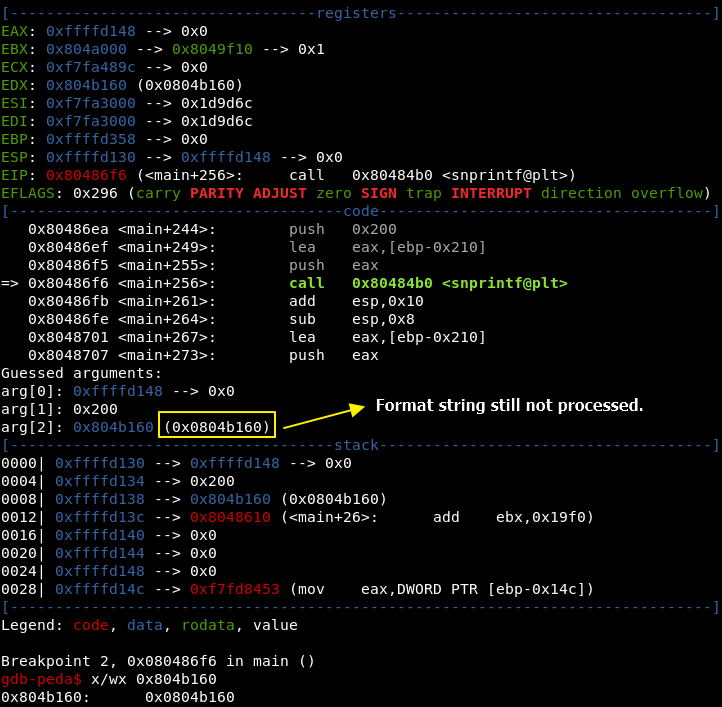 [----------------------------------registers-----------------------------------]
EAX: 0xffffd148 --> 0x0
EBX: 0x804a000 --> 0x8049f10 --> 0x1
ECX: 0xf7fa489c --> 0x0
EDX: 0x804b160 (0x0804b160)
ESI: 0xf7fa3000 --> 0x1d9d6c
EDI: 0xf7fa3000 --> 0x1d9d6c
EBP: 0xffffd358 --> 0x0
ESP: 0xffffd130 --> 0xffffd148 --> 0x0
EIP: 0x80486f6 (<main+256>:     call   0x80484b0 <snprintf@plt>)
EFLAGS: 0x296 (carry PARITY ADJUST zero SIGN trap INTERRUPT direction overflow)
[-------------------------------------code-------------------------------------]
   0x80486ea <main+244>:        push   0x200
   0x80486ef <main+249>:        lea    eax,[ebp-0x210]
   0x80486f5 <main+255>:        push   eax
=> 0x80486f6 <main+256>:        call   0x80484b0 <snprintf@plt>
   0x80486fb <main+261>:        add    esp,0x10
   0x80486fe <main+264>:        sub    esp,0x8
   0x8048701 <main+267>:        lea    eax,[ebp-0x210]
   0x8048707 <main+273>:        push   eax
Guessed arguments:
arg[0]: 0xffffd148 --> 0x0
arg[1]: 0x200
Format string still not processed.
arg[2]: 0x804b160 (0x0804b160)
[------------------------------------stack-------------------------------------]
0000| 0xffffd130 --> 0xffffd148 --> 0x0
0004| 0xffffd134 --> 0x200
0008| 0xffffd138 --> 0x804b160 (0x0804b160)
0012| 0xffffd13c --> 0x8048610 (<main+26>:      add    ebx,0x19f0)
0016| 0xffffd140 --> 0x0
0020| 0xffffd144 --> 0x0
0024| 0xffffd148 --> 0x0
0028| 0xffffd14c --> 0xf7fd8453 (mov    eax,DWORD PTR [ebp-0x14c])
[------------------------------------------------------------------------------]
Legend: code, data, rodata, value

Breakpoint 2, 0x080486f6 in main ()
gdb-peda$ x/wx 0x804b160
0x804b160:      0x0804b160